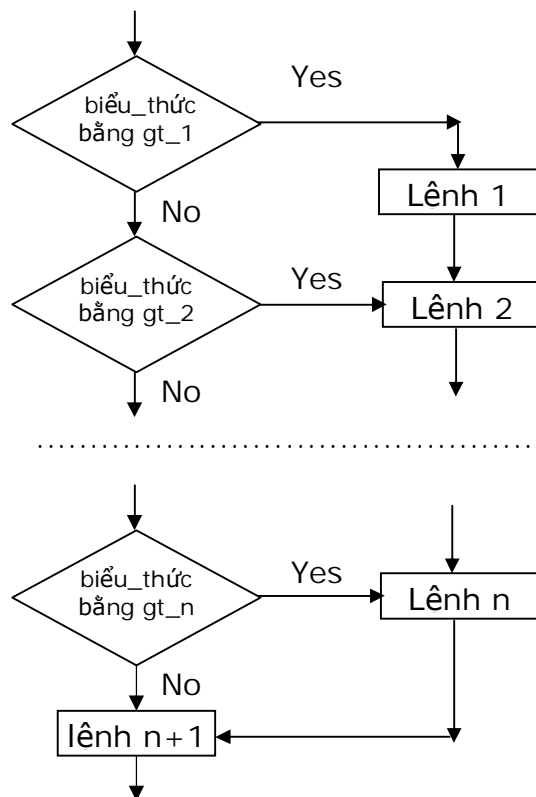 biểu_thức
bằng gt_1
Yes
Lênh 1
No
biểu_thức
bằng gt_2
Yes
Lênh 2
No
biểu_thức
bằng gt_n
Yes
Lênh n
No
lênh n+1